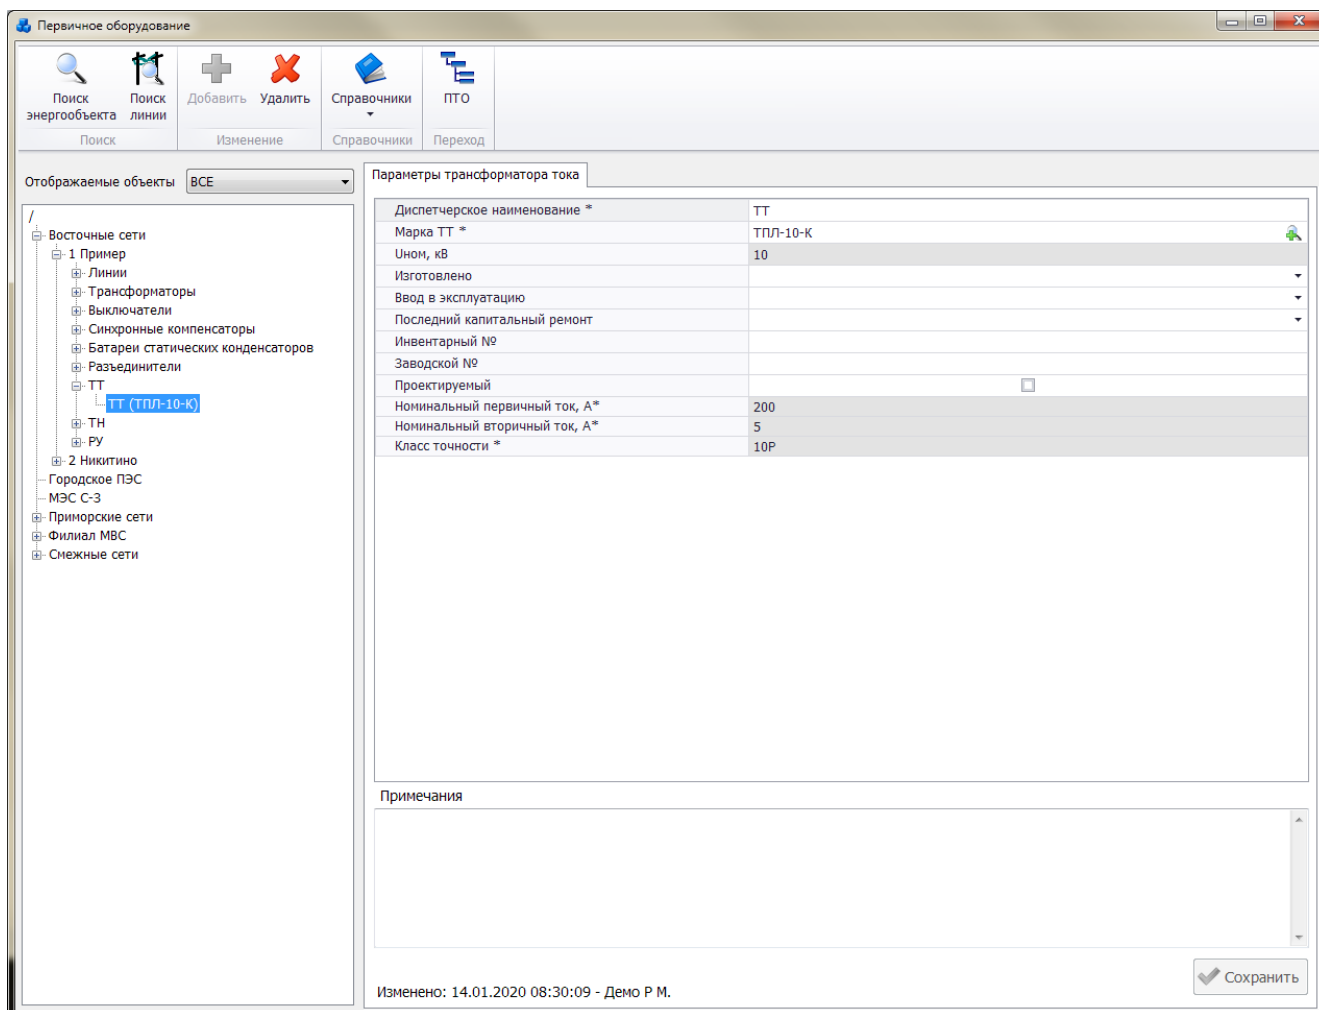 Первичное оборудование
Поиск энергообъекта
Поиск линии
Добавить
Удалить
Справочники
ПТО
Поиск
Изменение
Справочники
Переход
Отображаемые объекты ВСЕ
/
Восточные сети
1 Пример
Линии
Трансформаторы
Выключатели
Синхронные компенсаторы
Батареи статических конденсаторов
Разъединители
ТТ
ТТ (ТПЛ-10-К)
ТН
РУ
2 Никитино
Городское ПЭС
МЭС С-З
Приморские сети
Филиал МВС
Смежные сети
Параметры трансформатора тока
Диспетчерское наименование * ТТ
Марка ТТ * ТПЛ-10-К
Uном, кВ 10
Изготовлено
Ввод в эксплуатацию
Последний капитальный ремонт
Инвентарный №
Заводской №
Проектируемый
Номинальный первичный ток, А* 200
Номинальный вторичный ток, А* 5
Класс точности * 10Р
Примечания
Изменено: 14.01.2020 08:30:09 - Демо Р М.
Сохранить